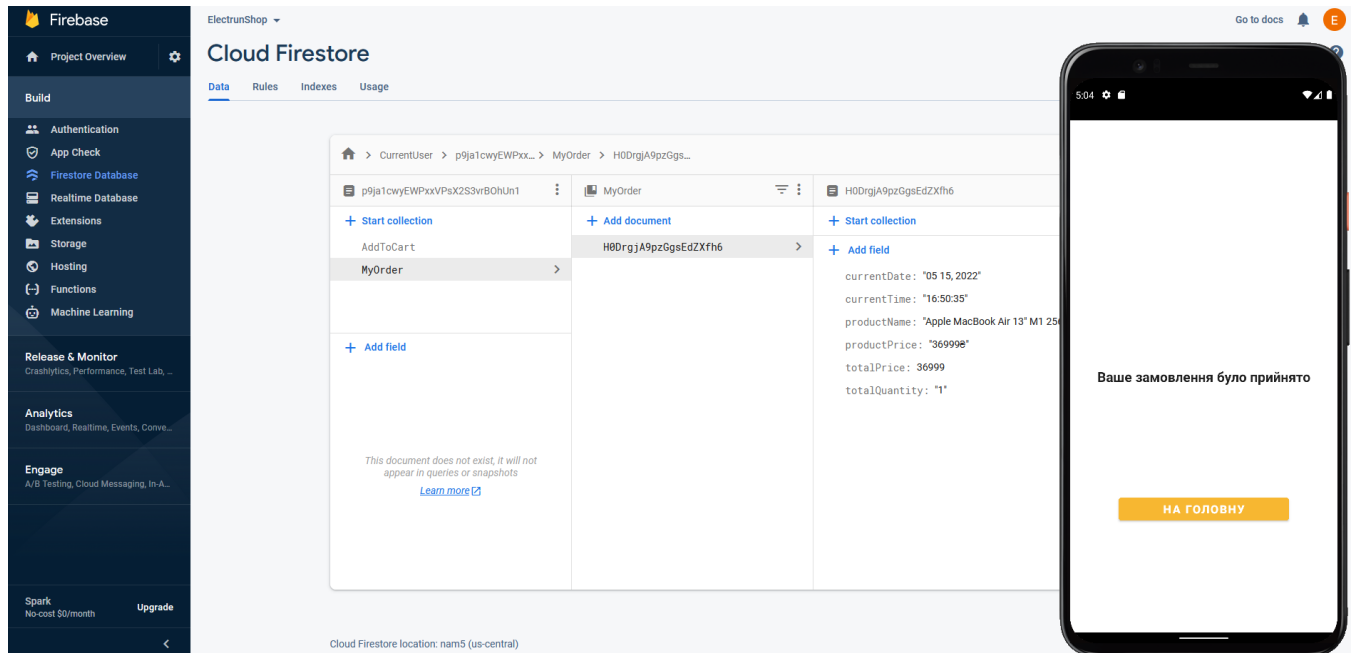 Firebase
Project Overview
Build
Authentication
App Check
Firestore Database
Realtime Database
Extensions
Storage
Hosting
Functions
Machine Learning
Release & Monitor
Crashlytics, Performance, Test Lab, ...
Analytics
Dashboard, Realtime, Events, Conve...
Engage
A/B Testing, Cloud Messaging, In-A...
Spark
No-cost $0/month
Upgrade
ElectrunShop
Go to docs
E
Cloud Firestore
Data Rules Indexes Usage
CurrentUser > p9ja1cwyEWPxx... > MyOrder > H0DrgjA9pzGgs...
p9ja1cwyEWPxxVPsX2S3vrBOhUn1
+ Start collection
AddToCart
MyOrder
+ Add field
This document does not exist, it will not
appear in queries or snapshots
Learn more
MyOrder
+ Add document
H0DrgjA9pzGgsEdZXfh6
H0DrgjA9pzGgsEdZXfh6
+ Start collection
+ Add field
currentDate: "05 15, 2022"
currentTime: "16:50:35"
productName: "Apple MacBook Air 13" M1 256
productPrice: "36999₴"
totalPrice: 36999
totalQuantity: "1"
Cloud Firestore location: nam5 (us-central)
5:04
Ваше замовлення було прийнято
НА ГОЛОВНУ